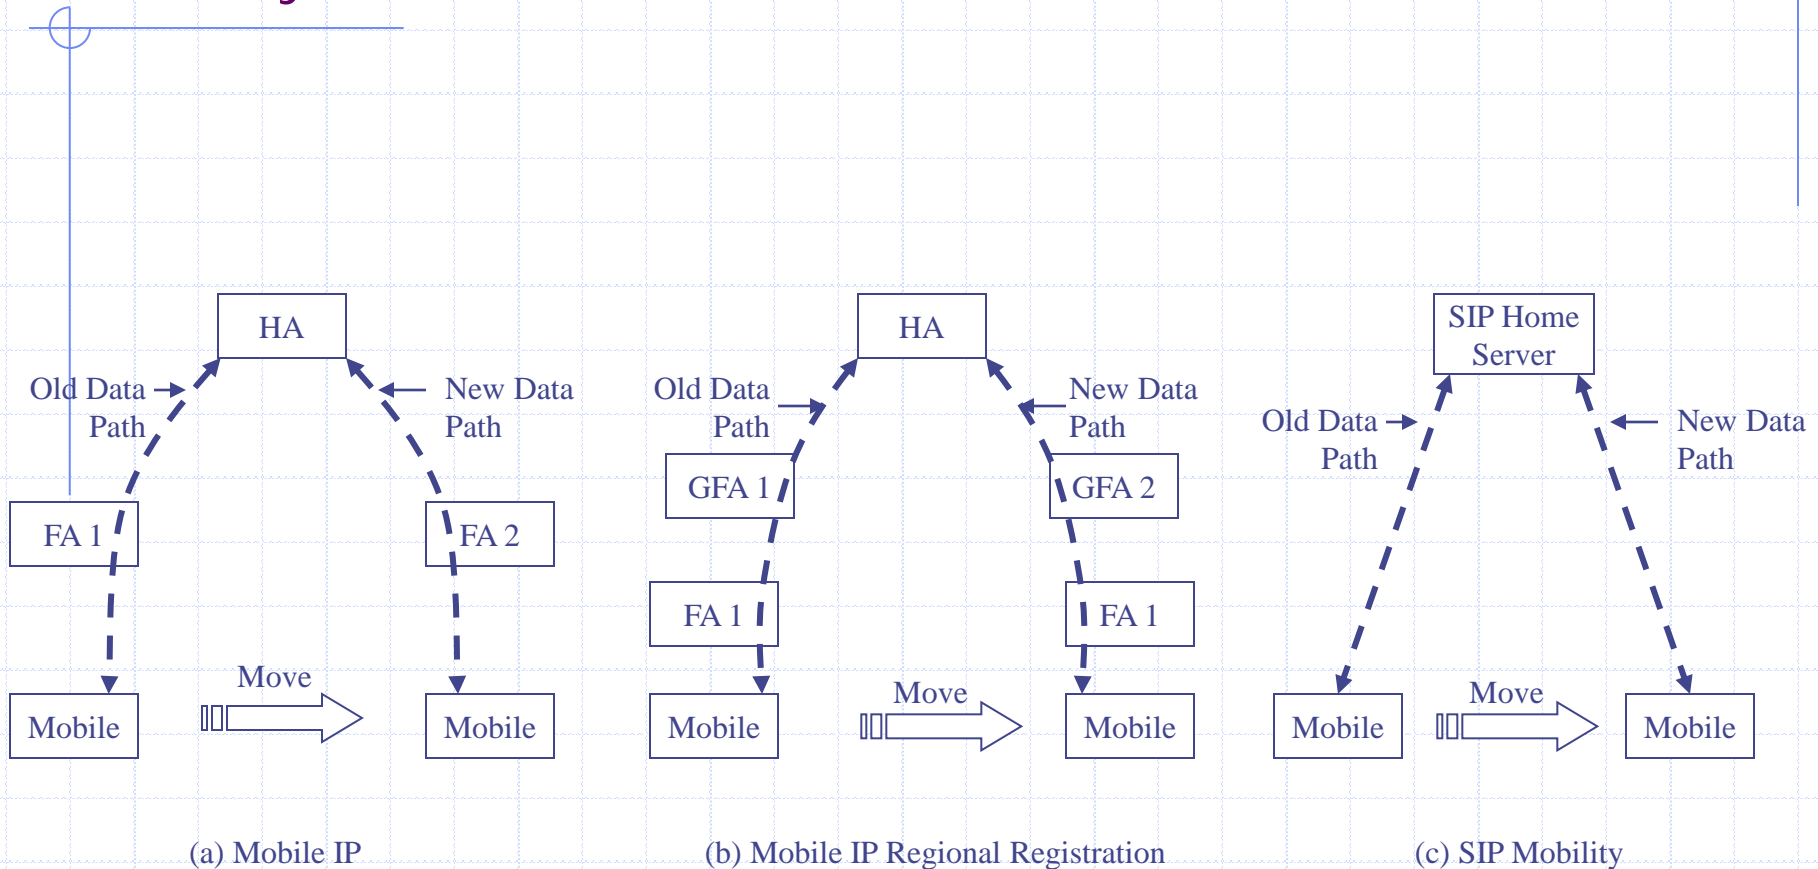 HA
Old Data
Path
New Data
Path
FA 1
FA 2
Move
Mobile
Mobile
(a) Mobile IP
HA
Old Data
Path
New Data
Path
GFA 1
GFA 2
FA 1
FA 1
Move
Mobile
Mobile
(b) Mobile IP Regional Registration
SIP Home
Server
Old Data
Path
New Data
Path
Move
Mobile
Mobile
(c) SIP Mobility